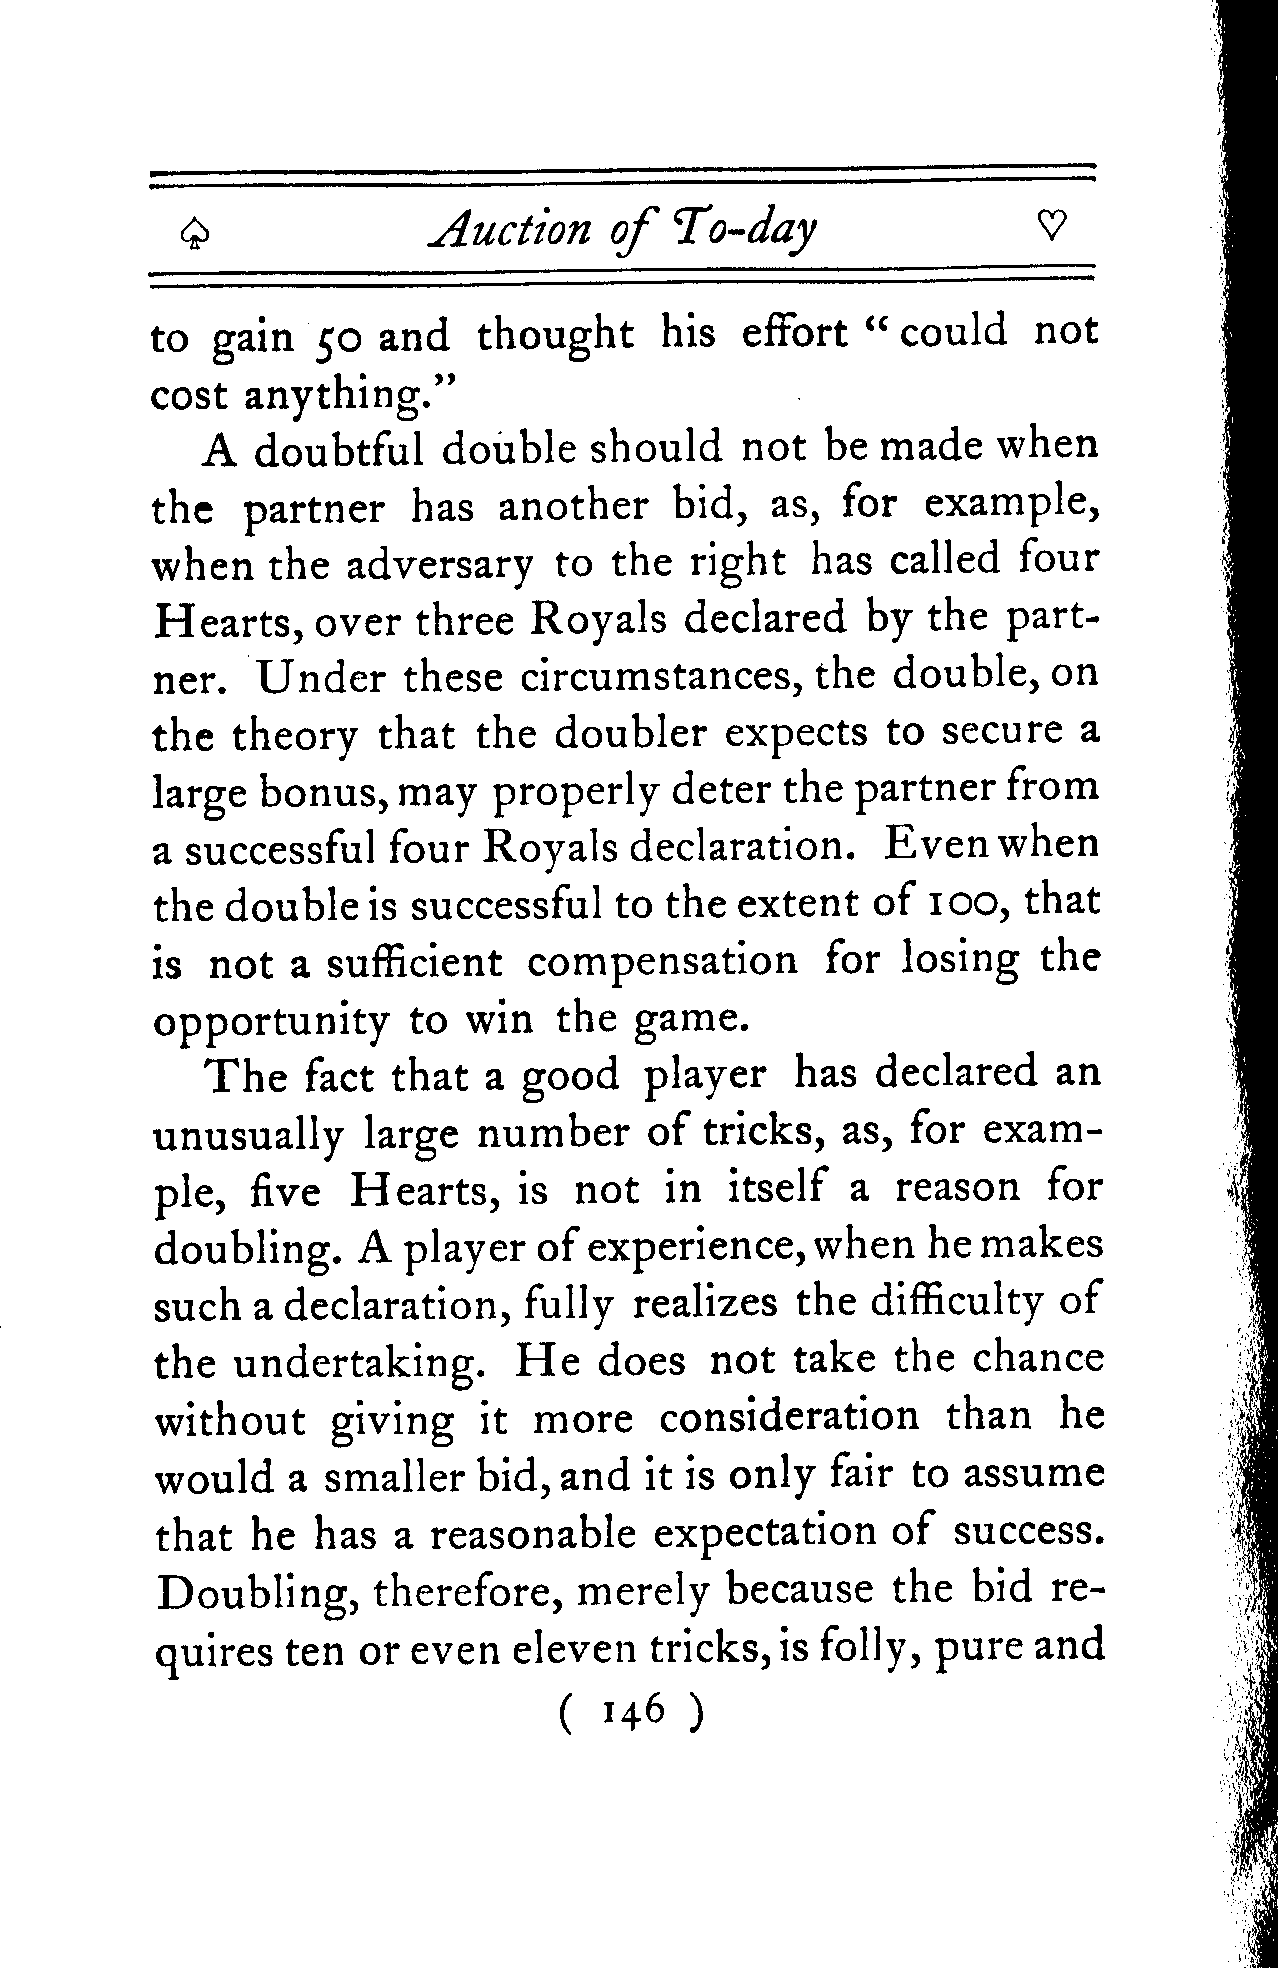 ♤ Auction of To-day ♡
to gain 50 and thought his effort “ could not
cost anything.”
A doubtful double should not be made when
the partner has another bid, as, for example,
when the adversary to the right has called four
Hearts, over three Royals declared by the part-
ner. Under these circumstances, the double, on
the theory that the doubler expects to secure a
large bonus, may properly deter the partner from
a successful four Royals declaration. Even when
the double is successful to the extent of 100, that
is not a sufficient compensation for losing the
opportunity to win the game.
The fact that a good player has declared an
unusually large number of tricks, as, for exam-
ple, five Hearts, is not in itself a reason for
doubling. A player of experience, when he makes
such a declaration, fully realizes the difficulty of
the undertaking. He does not take the chance
without giving it more consideration than he
would a smaller bid, and it is only fair to assume
that he has a reasonable expectation of success.
Doubling, therefore, merely because the bid re-
quires ten or even eleven tricks, is folly, pure and
( 146 )